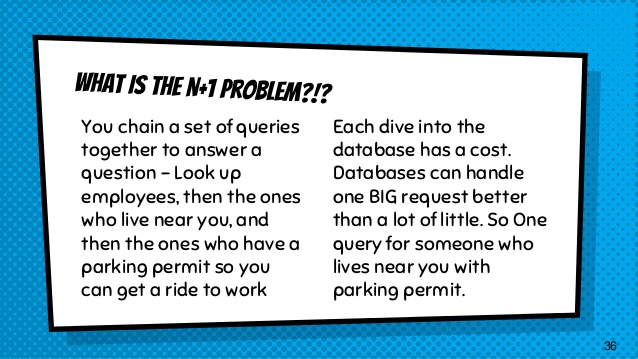 WHAT IS THE N+1 PROBLEM?!?
You chain a set of queries
together to answer a
question - Look up
employees, then the ones
who live near you, and
then the ones who have a
parking permit so you
can get a ride to work
Each dive into the
database has a cost.
Databases can handle
one BIG request better
than a lot of little. So One
query for someone who
lives near you with
parking permit.
36